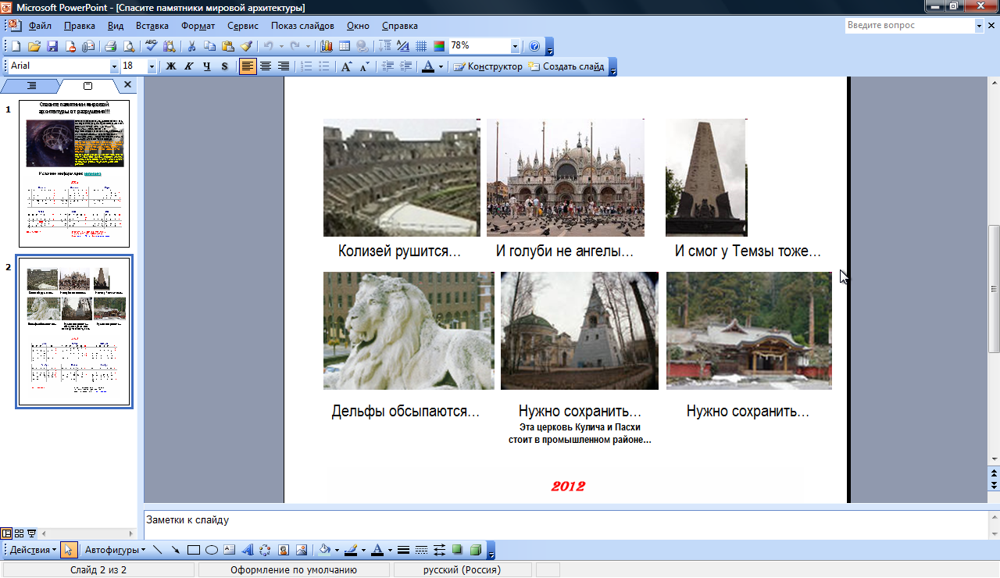 Microsoft PowerPoint - [Спасите памятники мировой архитектуры]
Файл Правка Вид Вставка Формат Сервис Показ слайдов Окно Справка
Введите вопрос
78%
Arial 18 Ж К Ч S Конструктор Создать слайд
1
Спасите памятники мировой
архитектуры от разрушения!!!
2
Колизей рушится...
И голуби не ангелы...
И смог у Темзы тоже...
Дельфы обсыпаются...
Нужно сохранить...
Нужно сохранить...
Эта церковь Кулича и Пасхи
стоит в промышленном районе...
2012
Заметки к слайду
Действия Автофигуры
Слайд 2 из 2 Оформление по умолчанию русский (Россия)